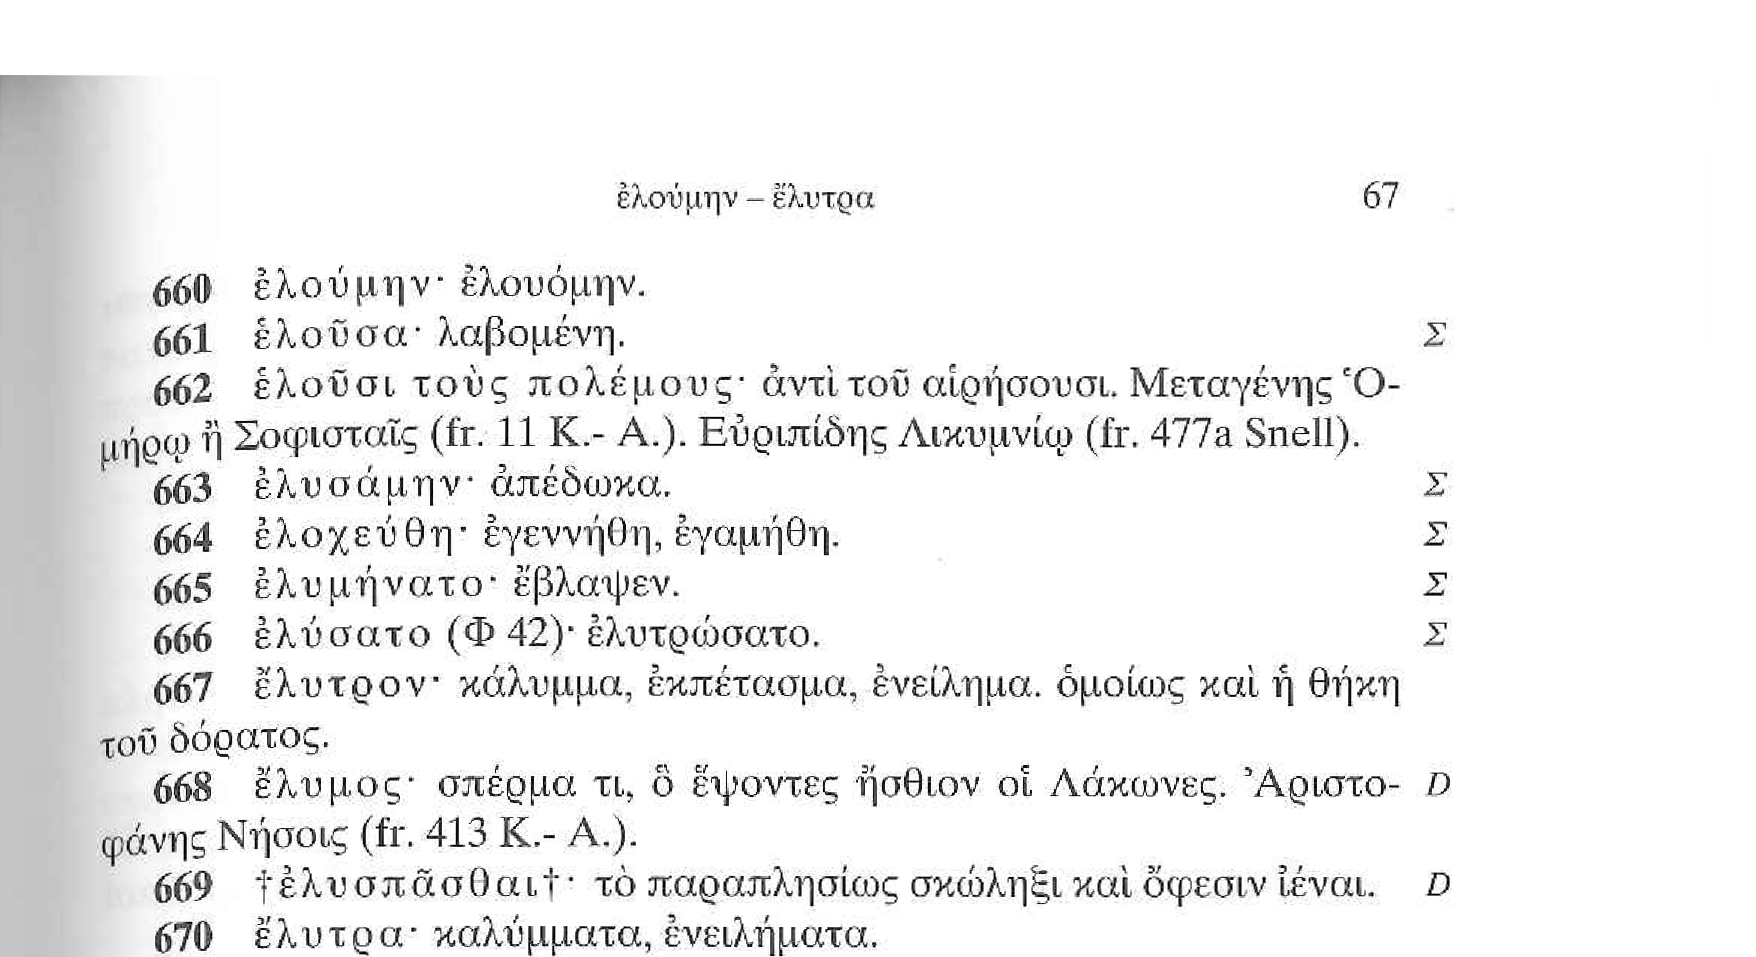 ἐλούμην – ἔλυτρα 67
660 ἐλούμην· ἐλουόμην.
661 ἑλοῦσα· λαβομένη. Σ
662 ἑλοῦσι τοὺς πολέμους· ἀντὶ τοῦ αἱρήσουσι. Μεταγένης Ὁ-
μήρῳ ἢ Σοφισταῖς (fr. 11 K.- A.). Εὐριπίδης Λικυμνίῳ (fr. 477a Snell).
663 ἐλυσάμην· ἀπέδωκα. Σ
664 ἐλοχεύθη· ἐγεννήθη, ἐγαμήθη. Σ
665 ἐλυμήνατο· ἔβλαψεν. Σ
666 ἐλύσατο (Φ 42)· ἐλυτρώσατο. Σ
667 ἔλυτρον· κάλυμμα, ἐκπέτασμα, ἐνείλημα. ὁμοίως καὶ ἡ θήκη
τοῦ δόρατος.
668 ἔλυμος· σπέρμα τι, ὃ ἕψοντες ἤσθιον οἱ Λάκωνες. Ἀριστο- D
φάνης Νήσοις (fr. 413 K.- A.).
669 †ἐλυσπᾶσθαι†· τὸ παραπλησίως σκώληξι καὶ ὄφεσιν ἰέναι. D
670 ἔλυτρα· καλύμματα, ἐνειλήματα.